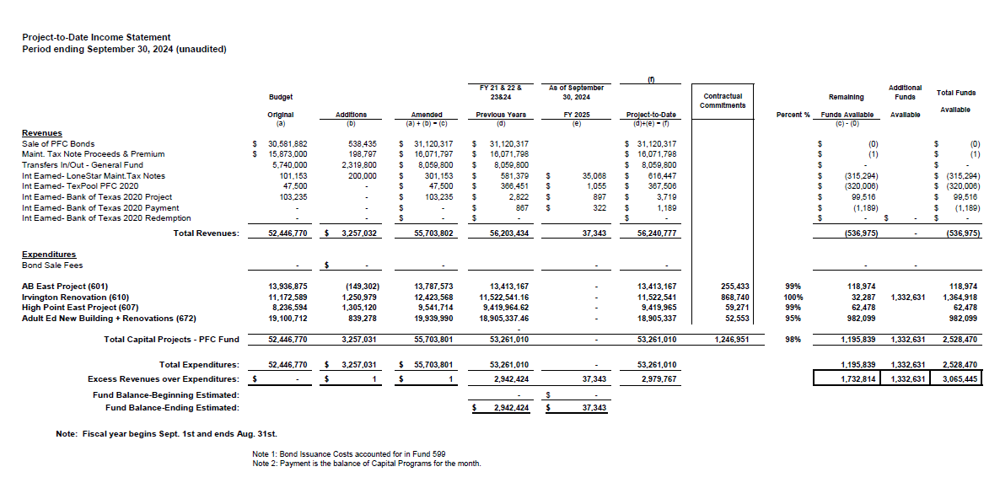 Project-to-Date Income Statement
Period ending September 30, 2024 (unaudited)
(f)
FY 21 & 22 & As of September Additional
Budget 23&24 30, 2024 Contractual Remaining Funds Total Funds
Commitments
Original Additions Amended Previous Years FY 2025 Project-to-Date Percent % Funds Available Available Available
(a) (b) (a) + (b) = (c) (d) (e) (d)+(e) = (f) (c) - (f)
Revenues
Sale of PFC Bonds $ 30,581,882 538,435 $ 31,120,317 $ 31,120,317 $ 31,120,317 $ (0) $ (0)
Maint. Tax Note Proceeds & Premium $ 15,873,000 198,797 $ 16,071,797 $ 16,071,798 $ 16,071,798 $ (1) $ (1)
Transfers In/Out - General Fund 5,740,000 2,319,800 $ 8,059,800 $ 8,059,800 $ 8,059,800 $ - $ -
Int Earned- LoneStar Maint.Tax Notes 101,153 200,000 $ 301,153 $ 581,379 $ 35,068 $ 616,447 $ (315,294) $ (315,294)
Int Earned- TexPool PFC 2020 47,500 - $ 47,500 $ 366,451 $ 1,055 $ 367,506 $ (320,006) $ (320,006)
Int Earned- Bank of Texas 2020 Project 103,235 - $ 103,235 $ 2,822 $ 897 $ 3,719 $ 99,516 $ 99,516
Int Earned- Bank of Texas 2020 Payment - - $ - $ 867 $ 322 $ 1,189 $ (1,189) $ (1,189)
Int Earned- Bank of Texas 2020 Redemption - - $ - $ - $ - $ - $ - $ -
Total Revenues: 52,446,770 $ 3,257,032 55,703,802 56,203,434 37,343 56,240,777 (536,975) - (536,975)
Expenditures
Bond Sale Fees - $ - - - - - - -
AB East Project (601) 13,936,875 (149,302) 13,787,573 13,413,167 - 13,413,167 255,433 99% 118,974 118,974
Irvington Renovation (610) 11,172,589 1,250,979 12,423,568 11,522,541.16 - 11,522,541 868,740 100% 32,287 1,332,631 1,364,918
High Point East Project (607) 8,236,594 1,305,120 9,541,714 9,419,964.62 - 9,419,965 59,271 99% 62,478 62,478
Adult Ed New Building + Renovations (672) 19,100,712 839,278 19,939,990 18,905,337.46 - 18,905,337 52,553 95% 982,099 982,099
-
Total Capital Projects - PFC Fund 52,446,770 3,257,031 55,703,801 53,261,010 - 53,261,010 1,246,951 98% 1,195,839 1,332,631 2,528,470
Total Expenditures: 52,446,770 $ 3,257,031 $ 55,703,801 53,261,010 - 53,261,010 1,195,839 1,332,631 2,528,470
Excess Revenues over Expenditures: $ - $ 1 $ 1 2,942,424 37,343 2,979,767 1,732,814 1,332,631 3,065,445
Fund Balance-Beginning Estimated: - $ -
Fund Balance-Ending Estimated: $ 2,942,424 $ 37,343
Note: Fiscal year begins Sept. 1st and ends Aug. 31st.
Note 1: Bond Issuance Costs accounted for in Fund 599
Note 2: Payment is the balance of Capital Programs for the month.